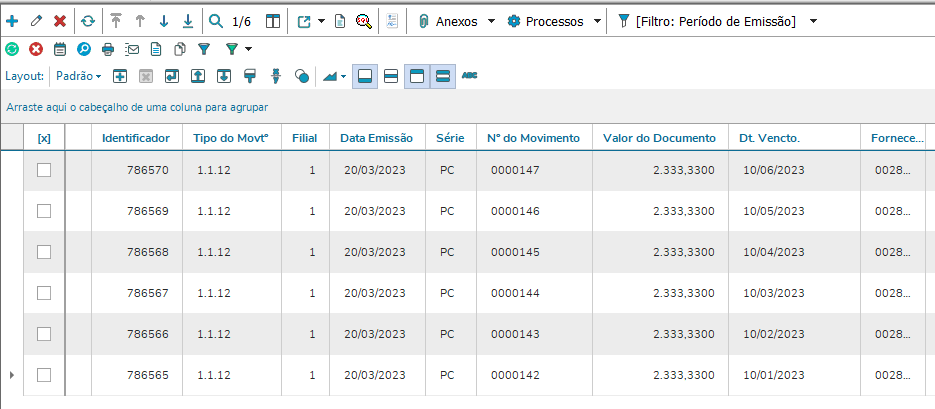 1/6 Anexos Processos [Filtro: Período de Emissão]
Layout: Padrão ABC
Arraste aqui o cabeçalho de uma coluna para agrupar
[x] Identificador Tipo do Movtº Filial Data Emissão Série Nº do Movimento Valor do Documento Dt. Vencto. Fornece...
786570 1.1.12 1 20/03/2023 PC 0000147 2.333,3300 10/06/2023 0028...
786569 1.1.12 1 20/03/2023 PC 0000146 2.333,3300 10/05/2023 0028...
786568 1.1.12 1 20/03/2023 PC 0000145 2.333,3300 10/04/2023 0028...
786567 1.1.12 1 20/03/2023 PC 0000144 2.333,3300 10/03/2023 0028...
786566 1.1.12 1 20/03/2023 PC 0000143 2.333,3300 10/02/2023 0028...
786565 1.1.12 1 20/03/2023 PC 0000142 2.333,3300 10/01/2023 0028...